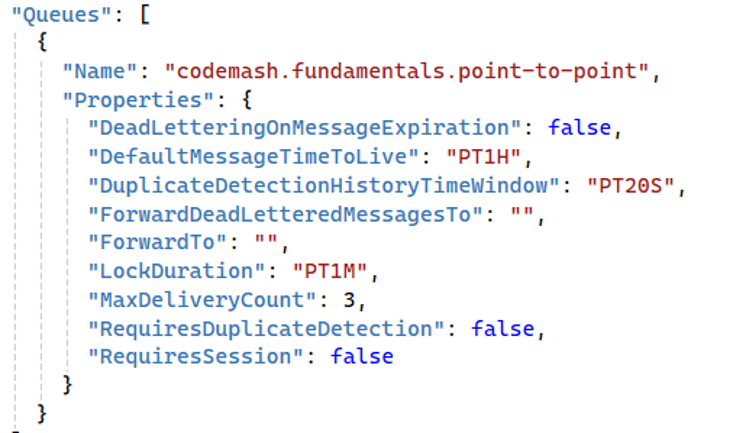 "Queues": [
{
"Name": "codemash.fundamentals.point-to-point",
"Properties": {
"DeadLetteringOnMessageExpiration": false,
"DefaultMessageTimeToLive": "PT1H",
"DuplicateDetectionHistoryTimeWindow": "PT20S",
"ForwardDeadLetteredMessagesTo": "",
"ForwardTo": "",
"LockDuration": "PT1M",
"MaxDeliveryCount": 3,
"RequiresDuplicateDetection": false,
"RequiresSession": false
}
}